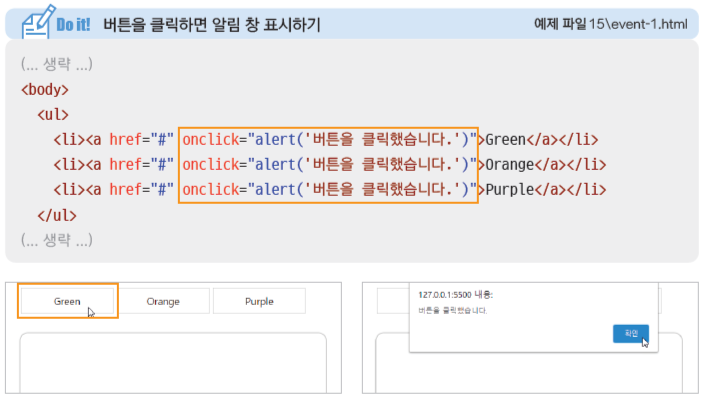 Do it! 버튼을 클릭하면 알림 창 표시하기 예제 파일 15\event-1.html
(... 생략 ...)
<body>
<ul>
<li><a href="#" onclick="alert('버튼을 클릭했습니다.')">Green</a></li>
<li><a href="#" onclick="alert('버튼을 클릭했습니다.')">Orange</a></li>
<li><a href="#" onclick="alert('버튼을 클릭했습니다.')">Purple</a></li>
</ul>
(... 생략 ...)
Green Orange Purple
127.0.0.1:5500 내용:
버튼을 클릭했습니다.
확인